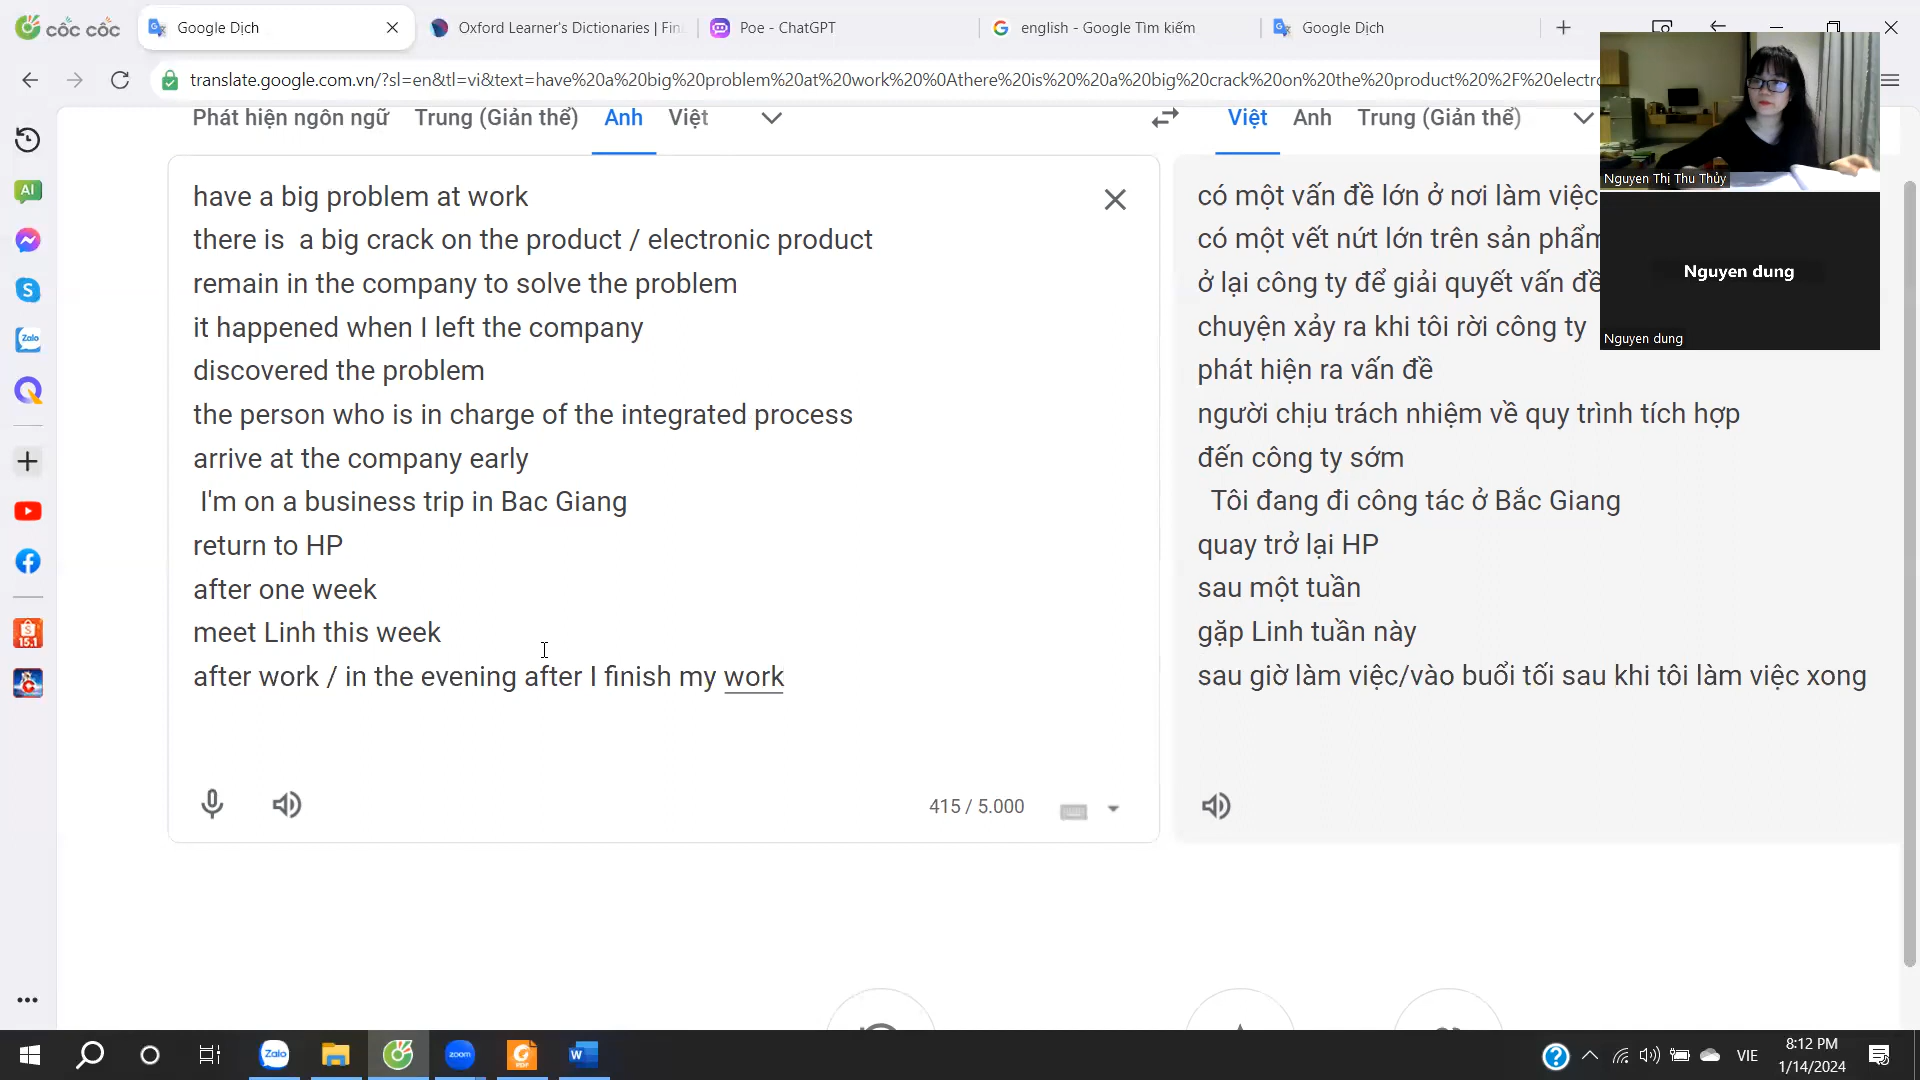 cốc cốc
Google Dịch
Oxford Learner's Dictionaries | Fin
Poe - ChatGPT
english - Google Tìm kiếm
Google Dịch
translate.google.com.vn/?sl=en&tl=vi&text=have%20a%20big%20problem%20at%20work%20%0Athere%20is%20%20a%20big%20crack%20on%20the%20product%20%2F%20electro
Phát hiện ngôn ngữ
Trung (Giản thể)
Anh
Việt
Việt
Anh
Trung (Giản thể)
have a big problem at work
there is  a big crack on the product / electronic product
remain in the company to solve the problem
it happened when I left the company
discovered the problem
the person who is in charge of the integrated process
arrive at the company early
I'm on a business trip in Bac Giang
return to HP
after one week
meet Linh this week
after work / in the evening after I finish my work
415 / 5.000
có một vấn đề lớn ở nơi làm việc
có một vết nứt lớn trên sản phẩm
ở lại công ty để giải quyết vấn đề
chuyện xảy ra khi tôi rời công ty
phát hiện ra vấn đề
người chịu trách nhiệm về quy trình tích hợp
đến công ty sớm
Tôi đang đi công tác ở Bắc Giang
quay trở lại HP
sau một tuần
gặp Linh tuần này
sau giờ làm việc/vào buổi tối sau khi tôi làm việc xong
Nguyen Thị Thu Thủy
Nguyen dung
Nguyen dung
AI
Zalo
15.1
Zalo
zoom
PDF
W
VIE
8:12 PM
1/14/2024